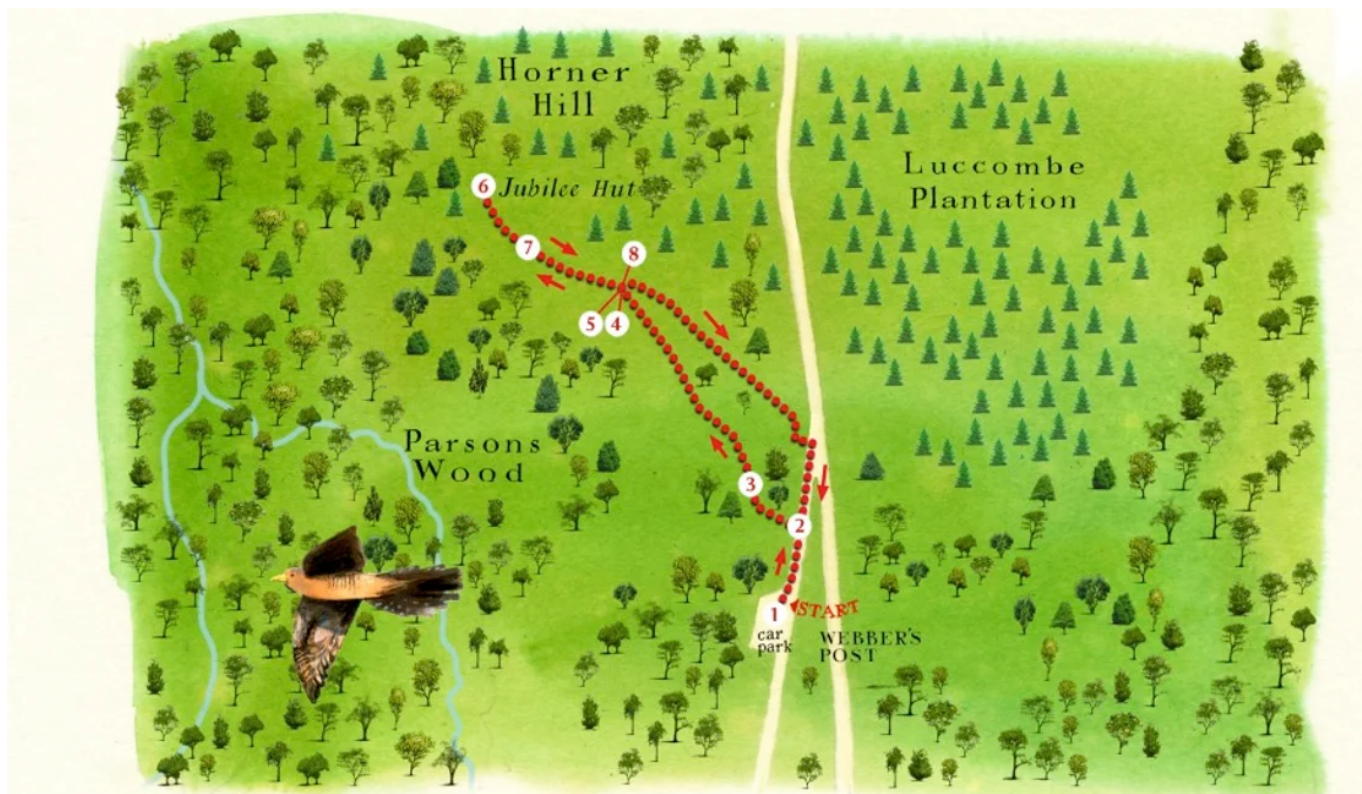 Horner
Hill
Luccombe
Plantation
6 Jubilee Hut
7
8
5 4
Parsons
Wood
3
2
1 START
car
park
WEBBER'S
POST